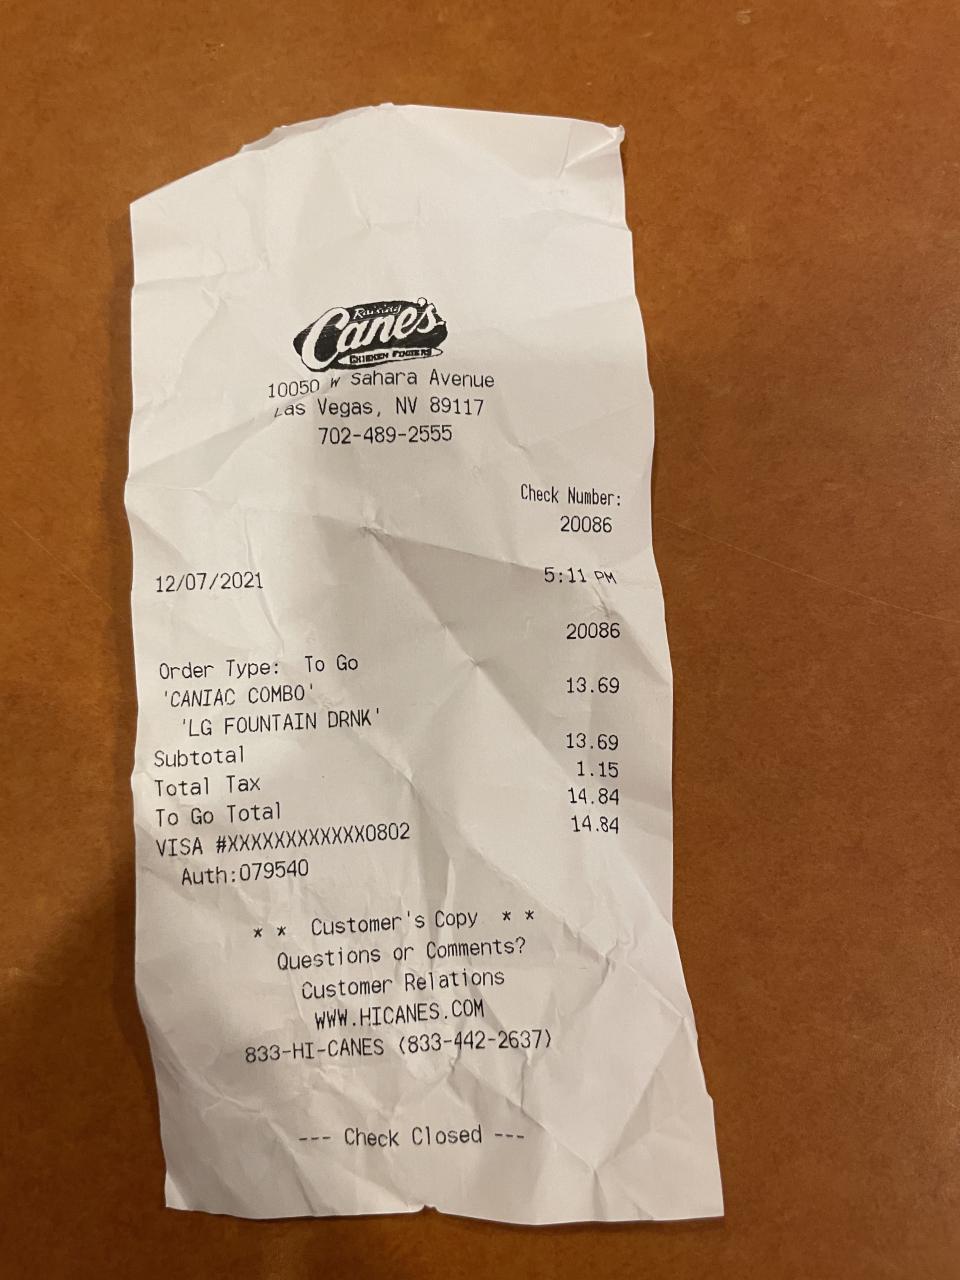 Raising
Cane's
CHICKEN FINGERS
10050 W Sahara Avenue
Las Vegas, NV 89117
702-489-2555
Check Number:
20086
12/07/2021 5:11 PM
20086
Order Type: To Go
'CANIAC COMBO' 13.69
'LG FOUNTAIN DRNK'
Subtotal 13.69
Total Tax 1.15
To Go Total 14.84
VISA #XXXXXXXXXXXX0802 14.84
Auth:079540
* * Customer's Copy * *
Questions or Comments?
Customer Relations
WWW.HICANES.COM
833-HI-CANES (833-442-2637)
--- Check Closed ---